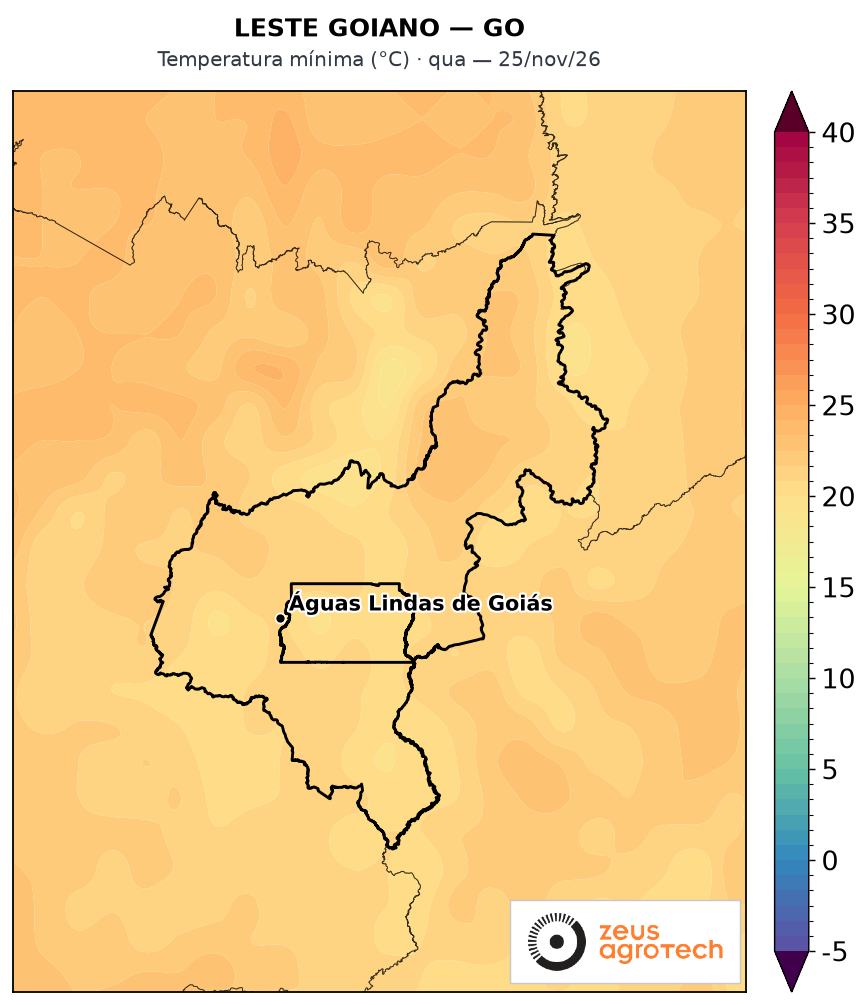 LESTE GOIANO — GO
Temperatura mínima (°C) · qua — 25/nov/26
40
35
30
25
20
15
10
5
0
-5
Águas Lindas de Goiás
zeus
agrotech